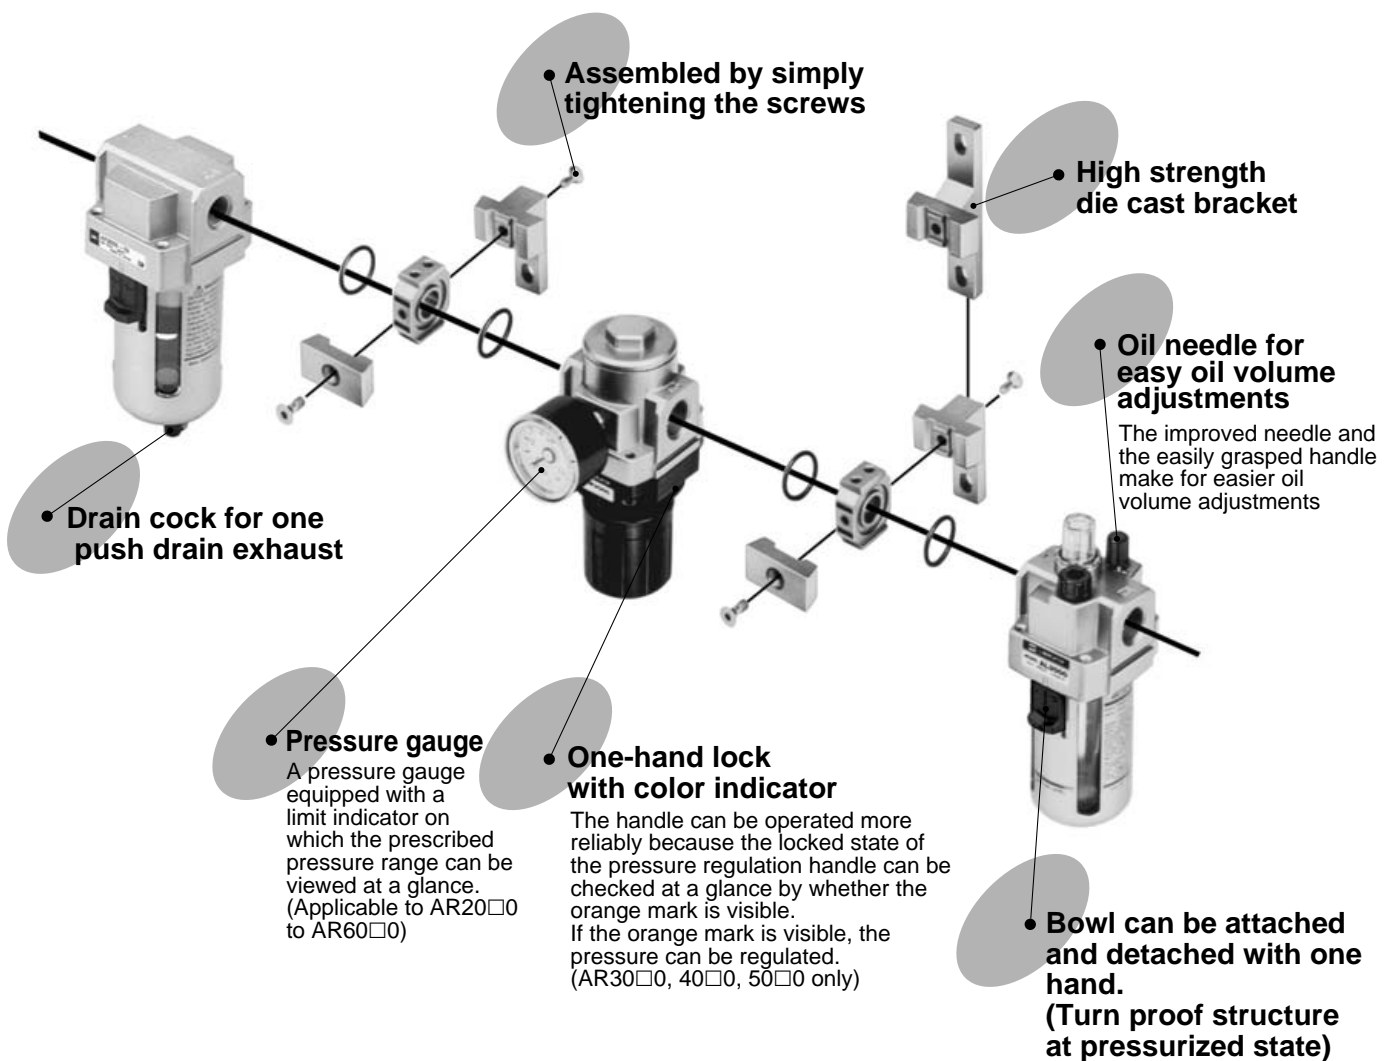 Assembled by simply
tightening the screws
High strength
die cast bracket
Oil needle for
easy oil volume
adjustments
The improved needle and
the easily grasped handle
make for easier oil
volume adjustments
Drain cock for one
push drain exhaust
Pressure gauge
A pressure gauge
equipped with a
limit indicator on
which the prescribed
pressure range can be
viewed at a glance.
(Applicable to AR20□0
to AR60□0)
One-hand lock
with color indicator
The handle can be operated more
reliably because the locked state of
the pressure regulation handle can be
checked at a glance by whether the
orange mark is visible.
If the orange mark is visible, the
pressure can be regulated.
(AR30□0, 40□0, 50□0 only)
Bowl can be attached
and detached with one
hand.
(Turn proof structure
at pressurized state)